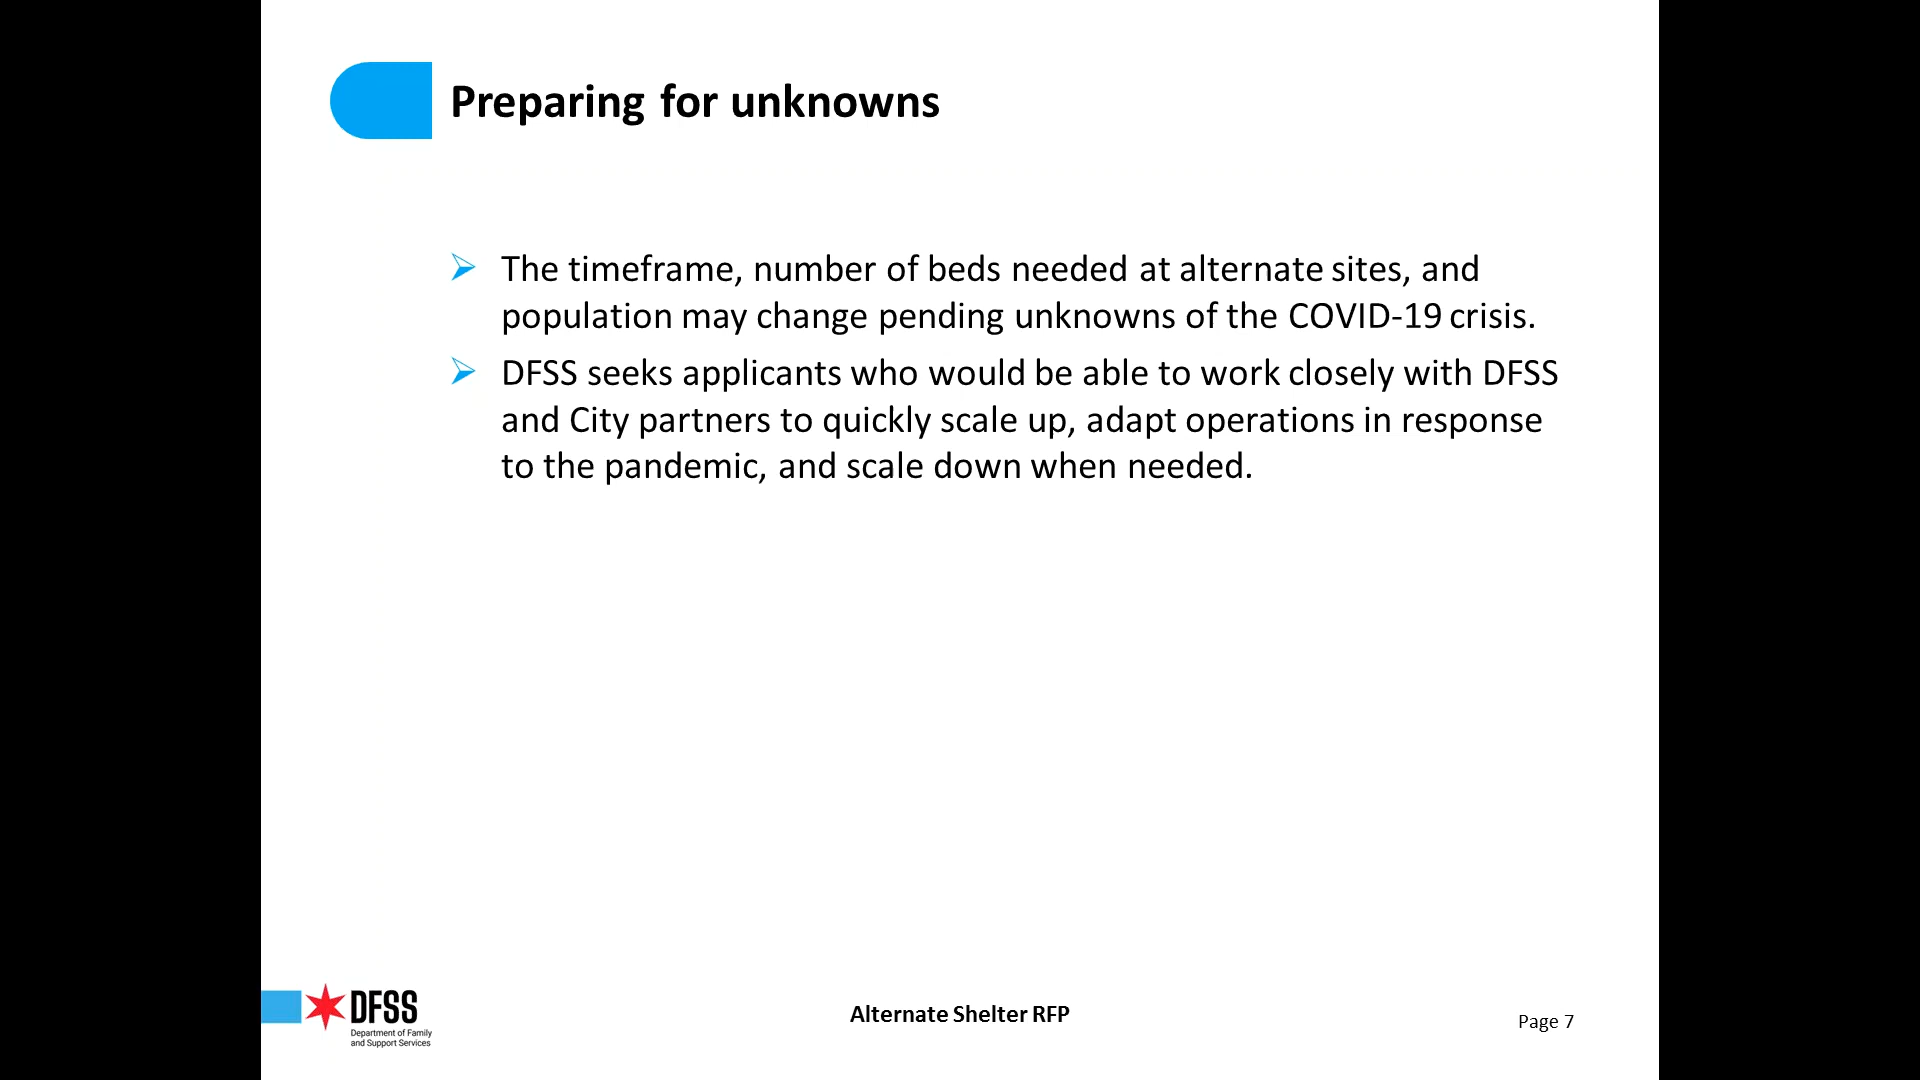 Preparing for unknowns
The timeframe, number of beds needed at alternate sites, and
population may change pending unknowns of the COVID-19 crisis.
DFSS seeks applicants who would be able to work closely with DFSS
and City partners to quickly scale up, adapt operations in response
to the pandemic, and scale down when needed.
DFSS
Department of Family
and Support Services
Alternate Shelter RFP
Page 7